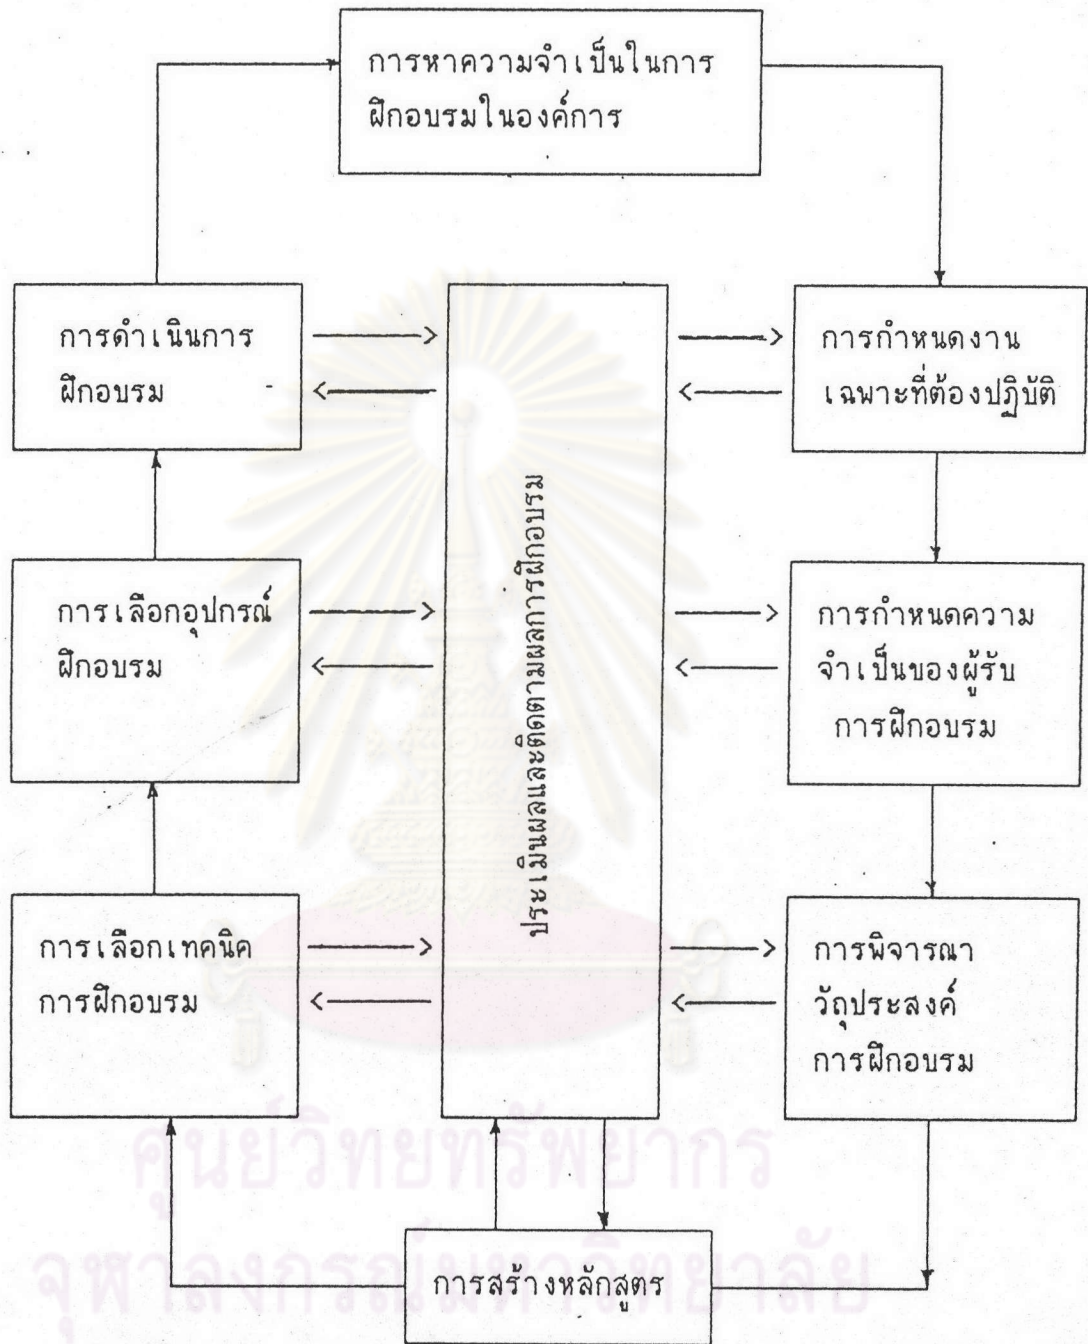 การหาความจำเป็นในการ
ฝึกอบรมในองค์การ
การดำเนินการ
ฝึกอบรม
การกำหนดงาน
เฉพาะที่ต้องปฏิบัติ
ประเมินผลและติดตามผลการฝึกอบรม
การเลือกอุปกรณ์
ฝึกอบรม
การกำหนดความ
จำเป็นของผู้รับ
การฝึกอบรม
การเลือกเทคนิค
การฝึกอบรม
การพิจารณา
วัถุประสงค์
การฝึกอบรม
ศูนย์วิทยทรัพยากร
จุฬาลงกรณ์มหาวิทยาลัย
การสร้างหลักสูตร